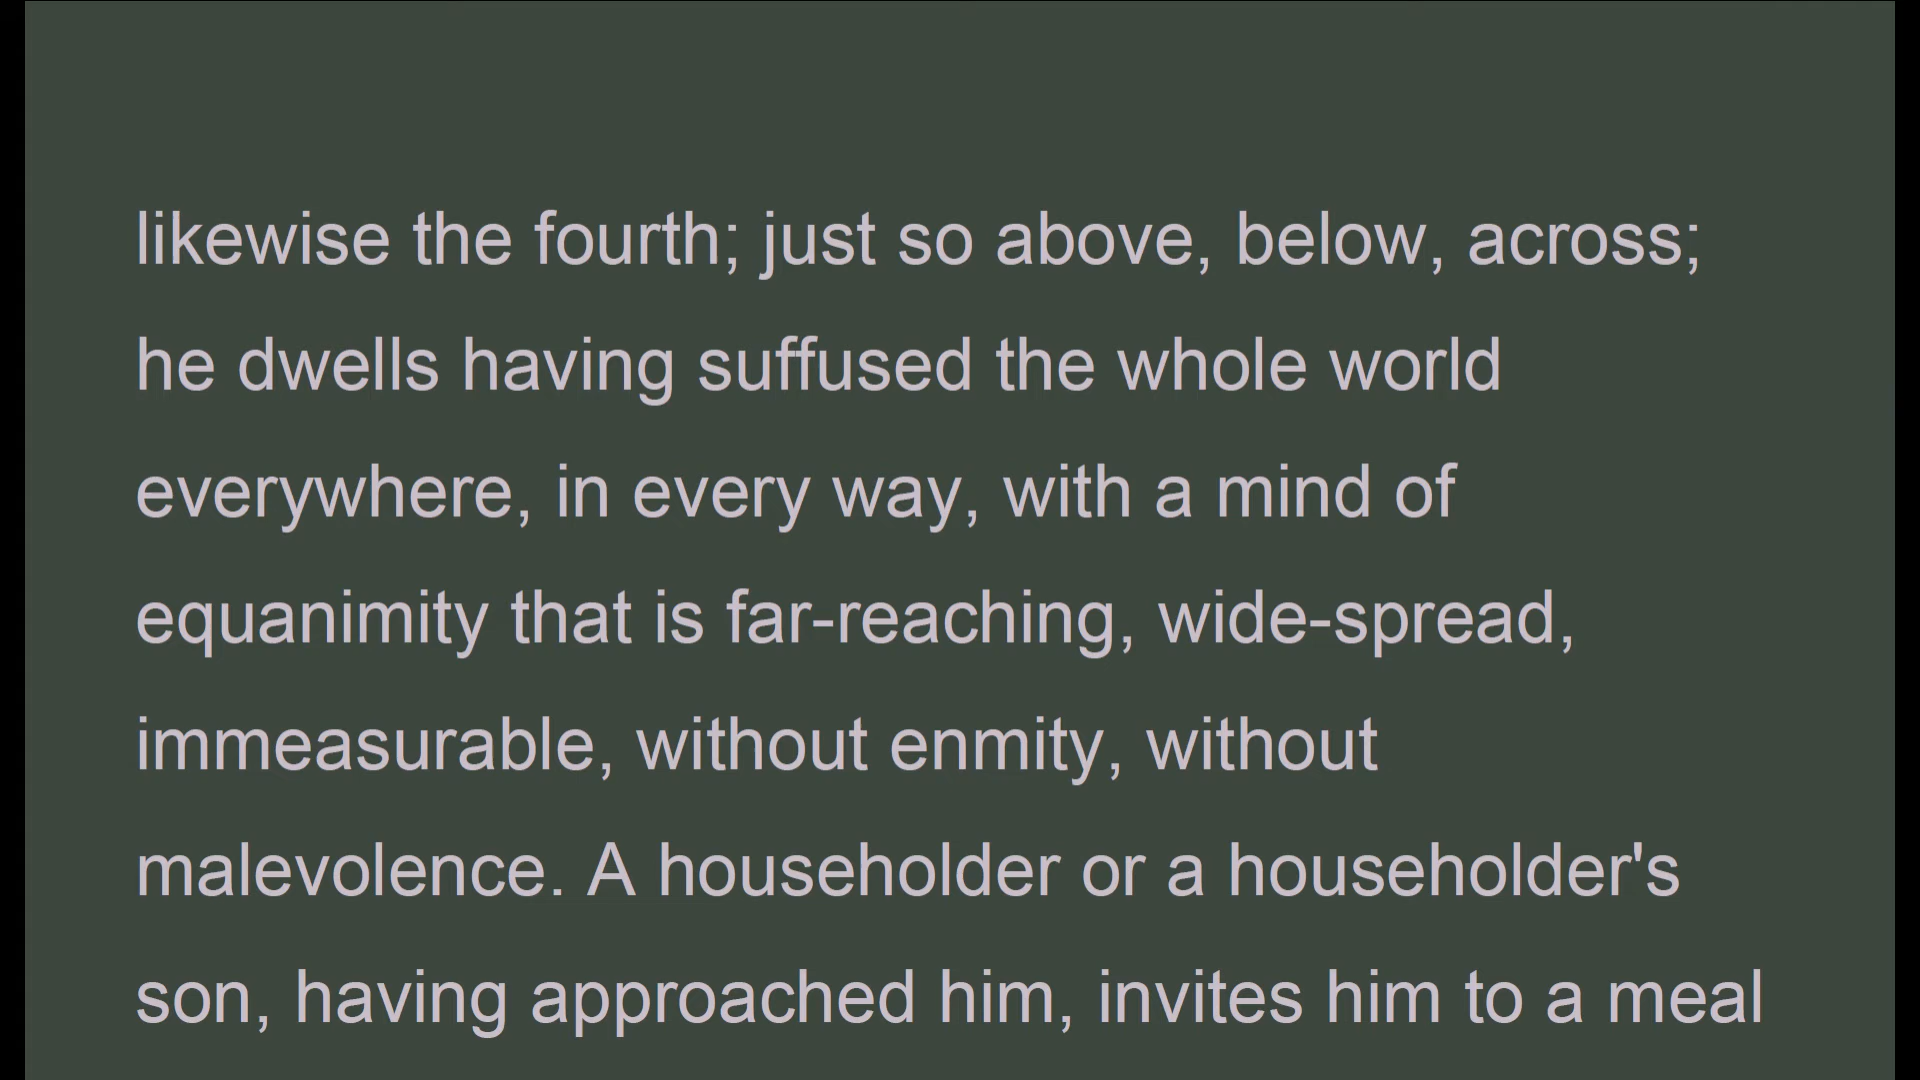 likewise the fourth; just so above, below, across;
he dwells having suffused the whole world
everywhere, in every way, with a mind of
equanimity that is far-reaching, wide-spread,
immeasurable, without enmity, without
malevolence. A householder or a householder's
son, having approached him, invites him to a meal